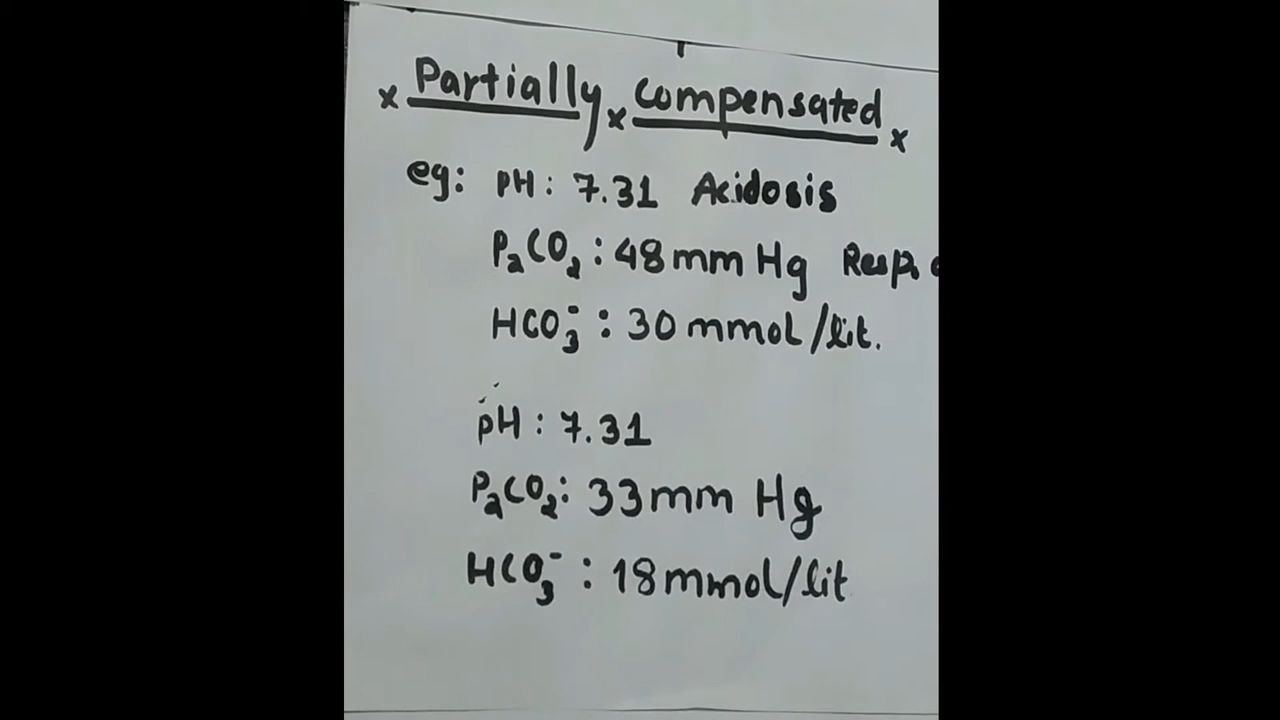 x Partially x compensated x
eg: pH: 7.31 Acidosis
PaCO2: 48 mm Hg Resp.
HCO3-: 30 mmol/lit.
pH: 7.31
PaCO2: 33 mm Hg
HCO3-: 18 mmol/lit